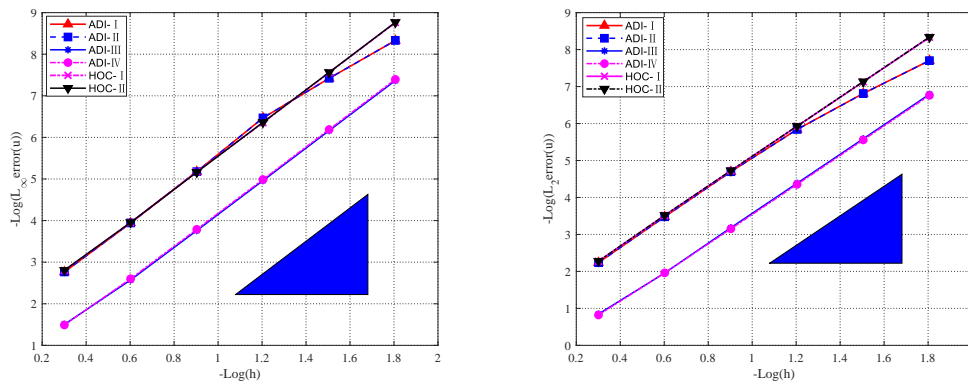 9
8
7
6
5
4
3
2
1
0.2
0.4
0.6
0.8
1
1.2
1.4
1.6
1.8
2
-Log(h)
-Log(L∞error(u))
ADI- Ⅰ
ADI- Ⅱ
ADI-Ⅲ
ADI-Ⅳ
HOC- Ⅰ
HOC- Ⅱ
9
8
7
6
5
4
3
2
1
0
0.2
0.4
0.6
0.8
1
1.2
1.4
1.6
1.8
-Log(h)
-Log(L₂error(u))
ADI- Ⅰ
ADI- Ⅱ
ADI-Ⅲ
ADI-Ⅳ
HOC- Ⅰ
HOC- Ⅱ